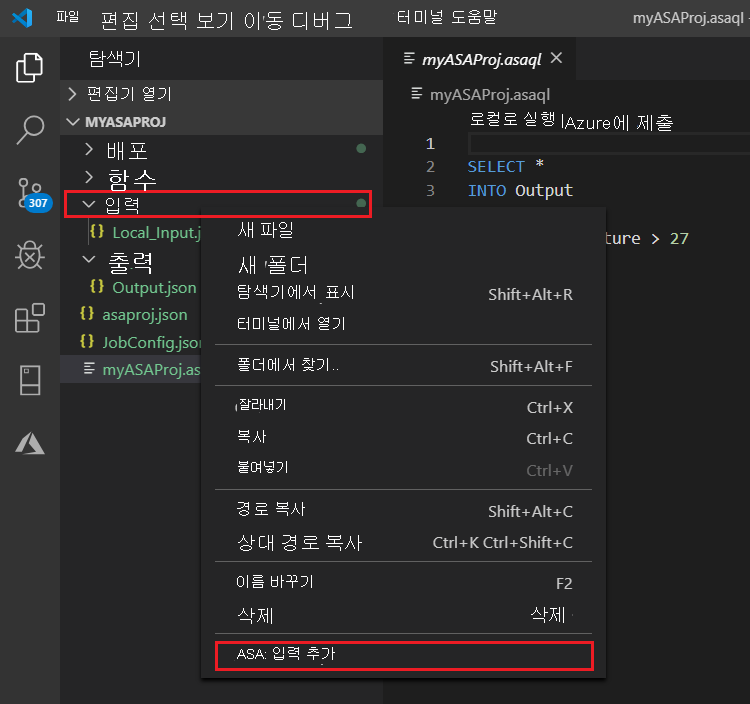 파일 편집 선택 보기 이동 디버그 터미널 도움말 myASAProj.asaql
탐색기
편집기 열기
MYASAPROJ
배포
함수
입력
Local_Input.j
출력
Output.json
asaproj.json
JobConfig.json
myASAProj.as
307
myASAProj.asaql
myASAProj.asaql
로컬로 실행 |Azure에 제출
1
2 SELECT *
3 INTO Output
ture > 27
새 파일
새 '폴더
탐색기에서 표시 Shift+Alt+R
터미널에서 열기
폴더에서 찾기.. Shift+Alt+F
잘라내기 Ctrl+X
복사 Ctrl+C
붙여넣기 Ctrl+V
경로 복사 Shift+Alt+C
상대 경로 복사 Ctrl+K Ctrl+Shift+C
이름 바꾸기 F2
삭제 삭제
ASA: 입력 추가